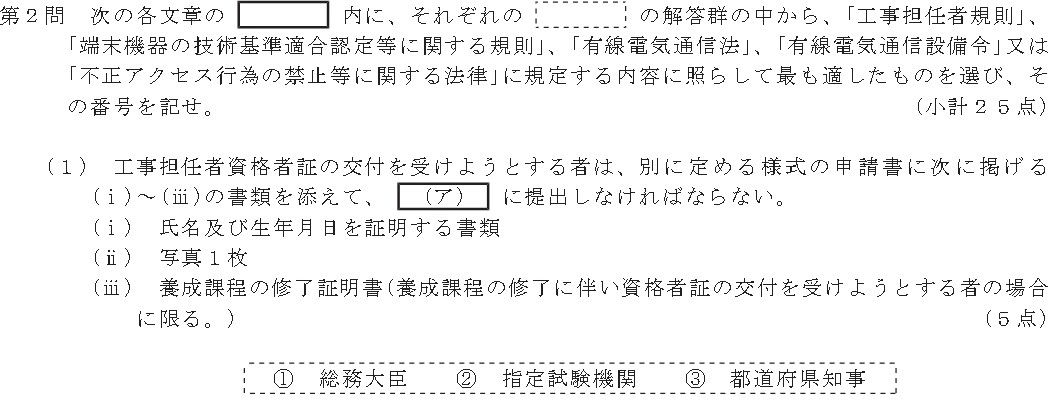 第２問　次の各文章の　　　　　内に、それぞれの　　　　　の解答群の中から、「工事担任者規則」、
「端末機器の技術基準適合認定等に関する規則」、「有線電気通信法」、「有線電気通信設備令」又は
「不正アクセス行為の禁止等に関する法律」に規定する内容に照らして最も適したものを選び、そ
の番号を記せ。（小計２５点）
（１）　工事担任者資格者証の交付を受けようとする者は、別に定める様式の申請書に次に掲げる
（ⅰ）～（ⅲ）の書類を添えて、　（ア）　に提出しなければならない。
（ⅰ）　氏名及び生年月日を証明する書類
（ⅱ）　写真１枚
（ⅲ）　養成課程の修了証明書（養成課程の修了に伴い資格者証の交付を受けようとする者の場合
に限る。）（５点）
①　総務大臣　　②　指定試験機関　　③　都道府県知事